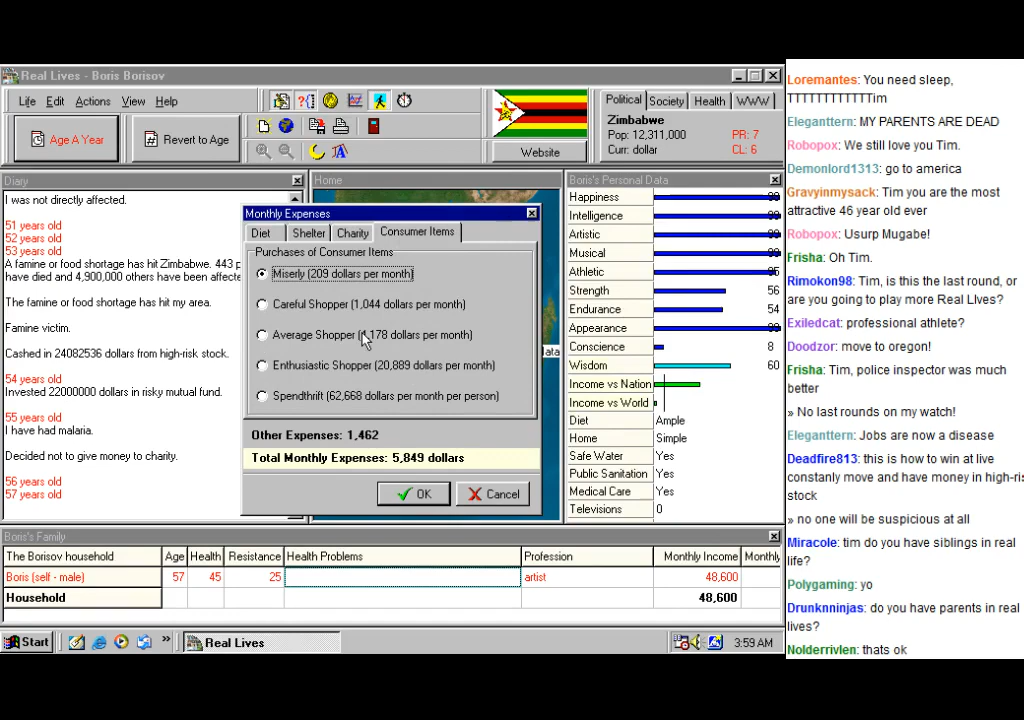 Real Lives - Boris Borisov
Life Edit Actions View Help
Age A Year
Revert to Age
Website
Political Society Health WWW
Zimbabwe
Pop: 12,311,000 PR: 7
Curr: dollar CL: 6
Diary
I was not directly affected.
51 years old
52 years old
53 years old
A famine or food shortage has hit Zimbabwe. 443 p
have died and 4,900,000 others have been affecte
The famine or food shortage has hit my area.
Famine victim.
Cashed in 24082536 dollars from high-risk stock.
54 years old
Invested 22000000 dollars in risky mutual fund.
55 years old
I have had malaria.
Decided not to give money to charity.
56 years old
57 years old
Home
Monthly Expenses
Diet Shelter Charity Consumer Items
Purchases of Consumer Items
Miserly (209 dollars per month)
Careful Shopper (1,044 dollars per month)
Average Shopper ( ,178 dollars per month)
Enthusiastic Shopper (20,889 dollars per month)
Spendthrift (62,668 dollars per month per person)
Other Expenses: 1,462
Total Monthly Expenses: 5,849 dollars
OK Cancel
ata
Boris's Personal Data
Happiness 99
Intelligence 99
Artistic 99
Musical 99
Athletic 95
Strength 56
Endurance 54
Appearance 99
Conscience 8
Wisdom 60
Income vs Nation
Income vs World
Diet Ample
Home Simple
Safe Water Yes
Public Sanitation Yes
Medical Care Yes
Televisions 0
Boris's Family
The Borisov household Age Health Resistance Health Problems Profession Monthly Income Monthly
Boris (self - male) 57 45 25 artist 48,600
Household 48,600
Start » Real Lives 3:59 AM
Loremantes: You need sleep,
TTTTTTTTTTTTim
Eleganttern: MY PARENTS ARE DEAD
Robopox: We still love you Tim.
Demonlord1313: go to america
Gravyinmysack: Tim you are the most
attractive 46 year old ever
Robopox: Usurp Mugabe!
Frisha: Oh Tim.
Rimokon98: Tim, is this the last round, or
are you going to play more Real LIves?
Exiledcat: professional athlete?
Doodzor: move to oregon!
Frisha: Tim, police inspector was much
better
» No last rounds on my watch!
Eleganttern: Jobs are now a disease
Deadfire813: this is how to win at live
constanly move and have money in high-ris
stock
» no one will be suspicious at all
Miracole: tim do you have siblings in real
life?
Polygaming: yo
Drunknninjas: do you have parents in real
lives?
Nolderrivlen: thats ok